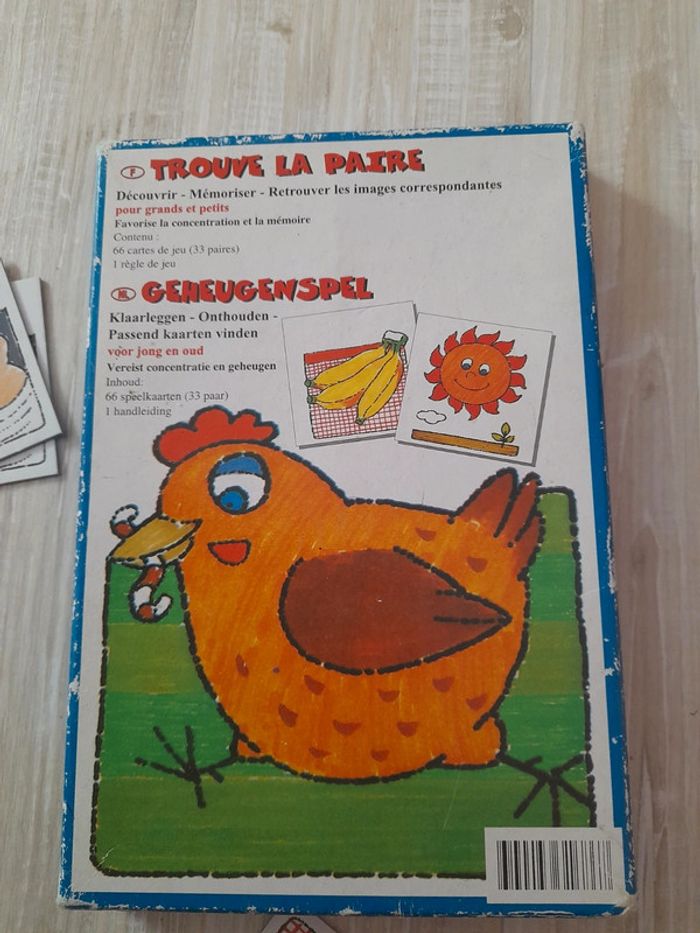 F TROUVE LA PAIRE
Découvrir - Mémoriser - Retrouver les images correspondantes
pour grands et petits
Favorise la concentration et la mémoire
Contenu :
66 cartes de jeu (33 paires)
1 règle de jeu
NL GEHEUGENSPEL
Klaarleggen - Onthouden -
Passend kaarten vinden
voor jong en oud
Vereist concentratie en geheugen
Inhoud:
66 speelkaarten (33 paar)
1 handleiding